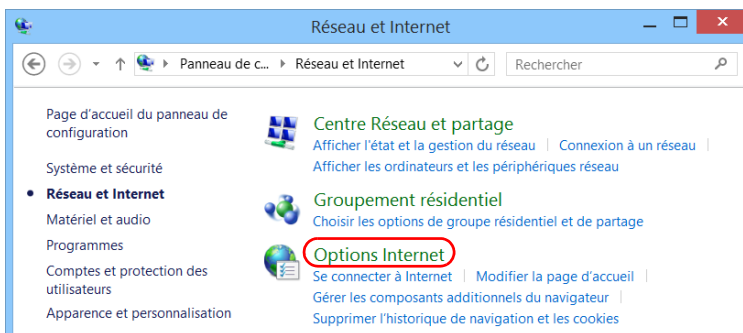 Réseau et Internet
Panneau de c... Réseau et Internet Rechercher
Page d'accueil du panneau de
configuration
Système et sécurité
Réseau et Internet
Matériel et audio
Programmes
Comptes et protection des
utilisateurs
Apparence et personnalisation
Centre Réseau et partage
Afficher l'état et la gestion du réseau Connexion à un réseau
Afficher les ordinateurs et les périphériques réseau
Groupement résidentiel
Choisir les options de groupe résidentiel et de partage
Options Internet
Se connecter à Internet Modifier la page d'accueil
Gérer les composants additionnels du navigateur
Supprimer l'historique de navigation et les cookies